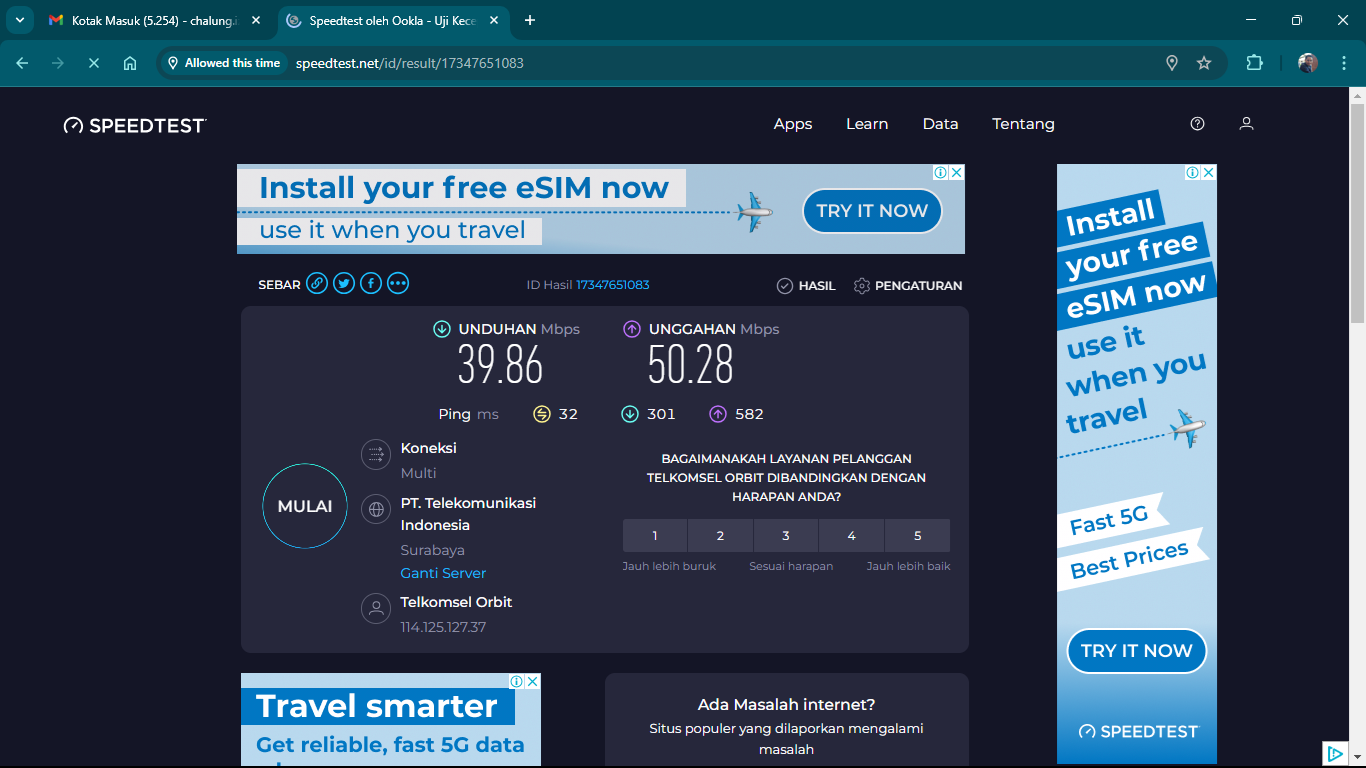 Kotak Masuk (5.254) - chalung.i
Speedtest oleh Ookla - Uji Kece
Allowed this time
speedtest.net/id/result/17347651083
SPEEDTEST
Apps
Learn
Data
Tentang
Install your free eSIM now
use it when you travel
TRY IT NOW
SEBAR
ID Hasil 17347651083
HASIL
PENGATURAN
UNDUHAN Mbps
39.86
UNGGAHAN Mbps
50.28
Ping ms
32
301
582
MULAI
Koneksi
Multi
PT. Telekomunikasi
Indonesia
Surabaya
Ganti Server
Telkomsel Orbit
114.125.127.37
BAGAIMANAKAH LAYANAN PELANGGAN
TELKOMSEL ORBIT DIBANDINGKAN DENGAN
HARAPAN ANDA?
1
2
3
4
5
Jauh lebih buruk
Sesuai harapan
Jauh lebih baik
Install
your free
eSIM now
use it
when you
travel
Fast 5G
Best Prices
TRY IT NOW
SPEEDTEST
Travel smarter
Get reliable, fast 5G data
Ada Masalah internet?
Situs populer yang dilaporkan mengalami
masalah